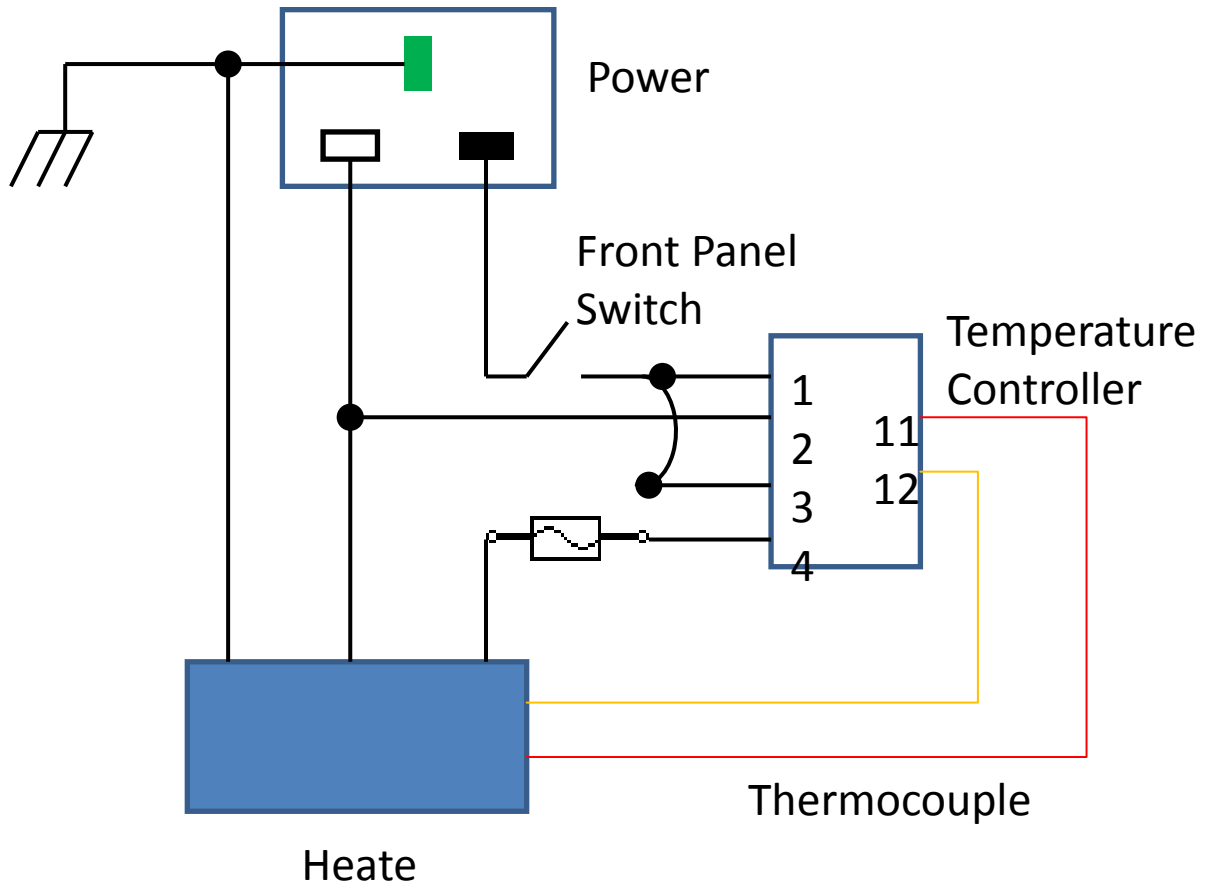 Power
Front Panel
Switch
Temperature
Controller
1
11
2
12
3
4
Thermocouple
Heate